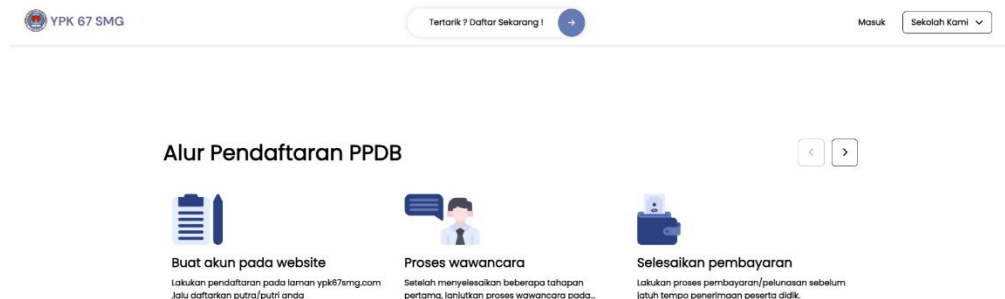 YPK 67 SMG
Tertarik ? Daftar Sekarang !
Masuk
Sekolah Kami
Alur Pendaftaran PPDB
Buat akun pada website
Lakukan pendaftaran pada laman ypk67smg.com
,lalu daftarkan putra/putri anda
Proses wawancara
Setelah menyelesaikan beberapa tahapan
pertama, lanjutkan proses wawancara pada...
Selesaikan pembayaran
Lakukan proses pembayaran/pelunasan sebelum
jatuh tempo penerimaan peserta didik.